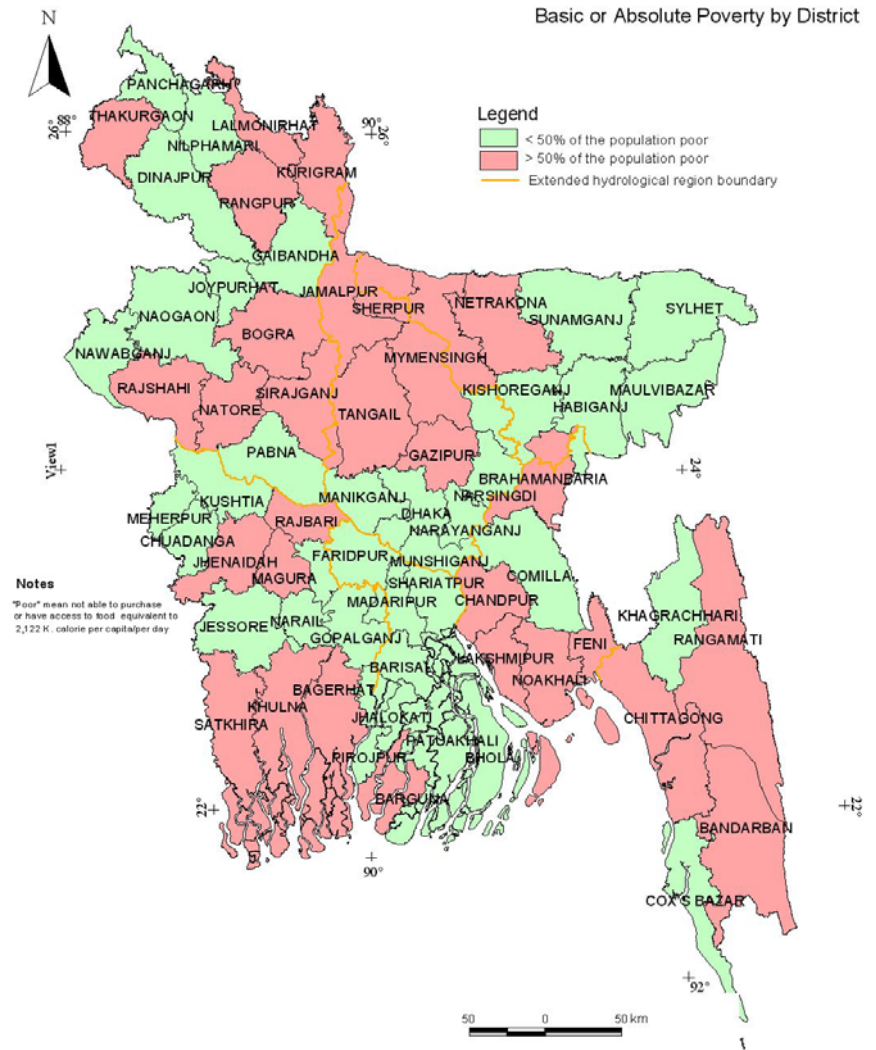 Basic or Absolute Poverty by District
N
Legend
< 50% of the population poor
> 50% of the population poor
Extended hydrological region boundary
26° 88°
90° 26°
PANCHAGARH
THAKURGAON
LALMONIRHAT
NILPHAMARI
DINAJPUR
KURIGRAM
RANGPUR
GAIBANDHA
JOYPURHAT
JAMALPUR
SHERPUR
NETRAKONA
SUNAMGANJ
SYLHET
NAOGAON
BOGRA
MYMENSINGH
NAWABGANJ
RAJSHAHI
SIRAJGANJ
KISHOREGANJ
MAULVIBAZAR
NATORE
TANGAIL
HABIGANJ
PABNA
GAZIPUR
View1
24°
BRAHAMANBARIA
KUSHTIA
MANIKGANJ
NARSINGDI
MEHERPUR
DHAKA
RAJBARI
NARAYANGANJ
CHUADANGA
FARIDPUR
JHENAIDAH
MUNSHIGANJ
MAGURA
SHARIATPUR
COMILLA
Notes
"Poor" mean not able to purchase
or have access to food equivalent to
2,122 K . calorie per capita/per day
MADARIPUR
CHANDPUR
KHAGRACHHARI
JESSORE
NARAIL
GOPALGANJ
RANGAMATI
FENI
BARISAL
LAKSHMIPUR
NOAKHALI
BAGERHAT
KHULNA
SATKHIRA
JHALOKATI
CHITTAGONG
PATUAKHALI
PIROJPUR
BHOLA
BARGUNA
22°
22°
BANDARBAN
90°
COX'S BAZAR
92°
50 0 50 km